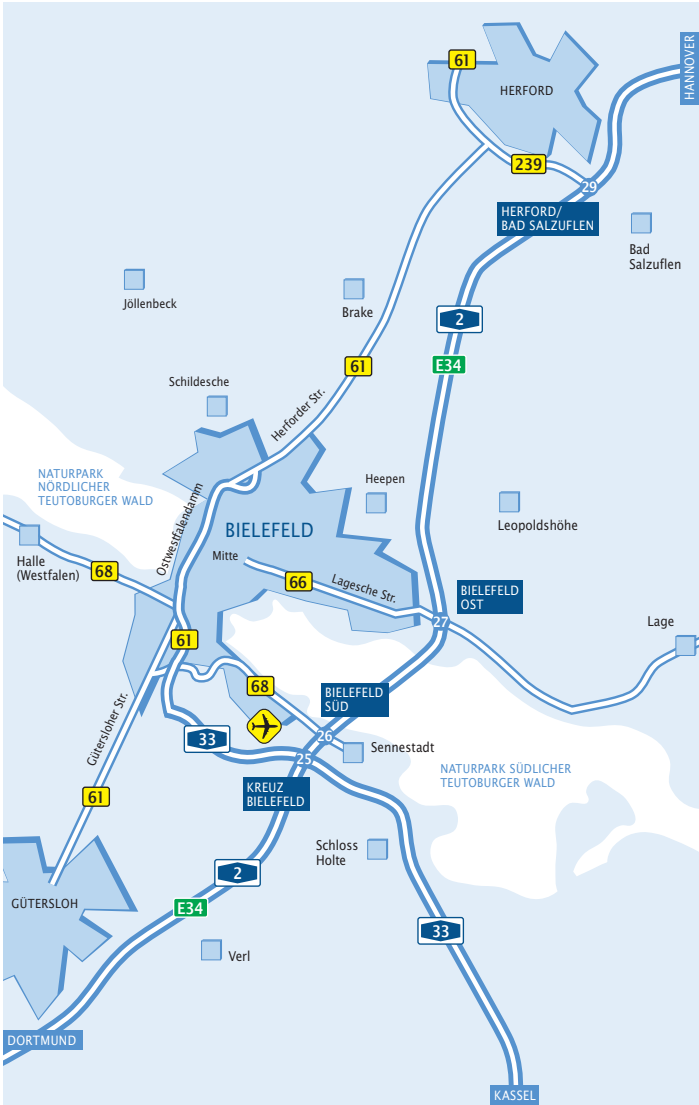 HANNOVER
61
HERFORD
239
29
HERFORD/
BAD SALZUFLEN
Bad
Salzuflen
Jöllenbeck
Brake
2
E34
61
Schildesche
Herforder Str.
NATURPARK
NÖRDLICHER
TEUTOBURGER WALD
Ostwestfalendamm
Heepen
Leopoldshöhe
BIELEFELD
Mitte
Halle
(Westfalen)
68
66
Lagesche Str.
BIELEFELD
OST
27
Lage
61
68
BIELEFELD
SÜD
Gütersloher Str.
33
26
25
Sennestadt
NATURPARK SÜDLICHER
TEUTOBURGER WALD
KREUZ
BIELEFELD
61
Schloss
Holte
2
GÜTERSLOH
E34
33
Verl
DORTMUND
KASSEL